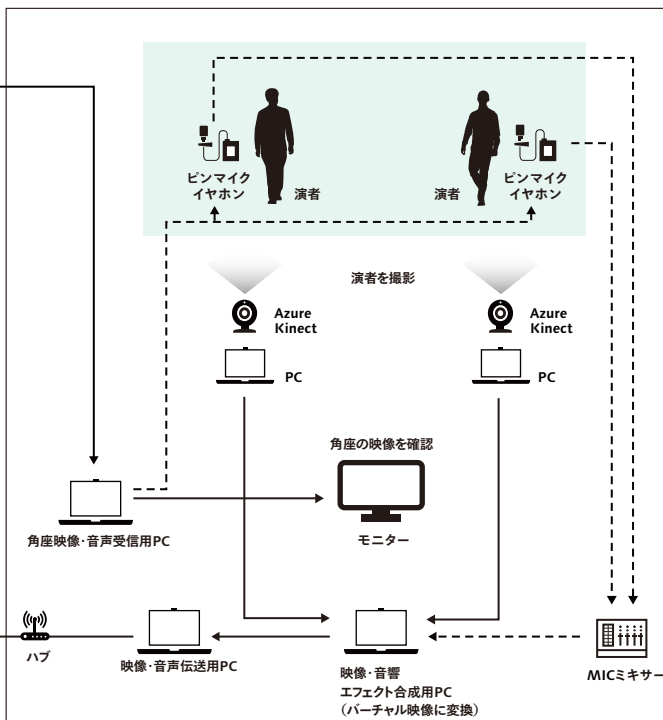 ピンマイク
イヤホン
演者
演者
ピンマイク
イヤホン
演者を撮影
Azure
Kinect
Azure
Kinect
PC
PC
角座の映像を確認
角座映像・音声受信用PC
モニター
ハブ
映像・音声伝送用PC
映像・音響
エフェクト合成用PC
（バーチャル映像に変換）
MICミキサー